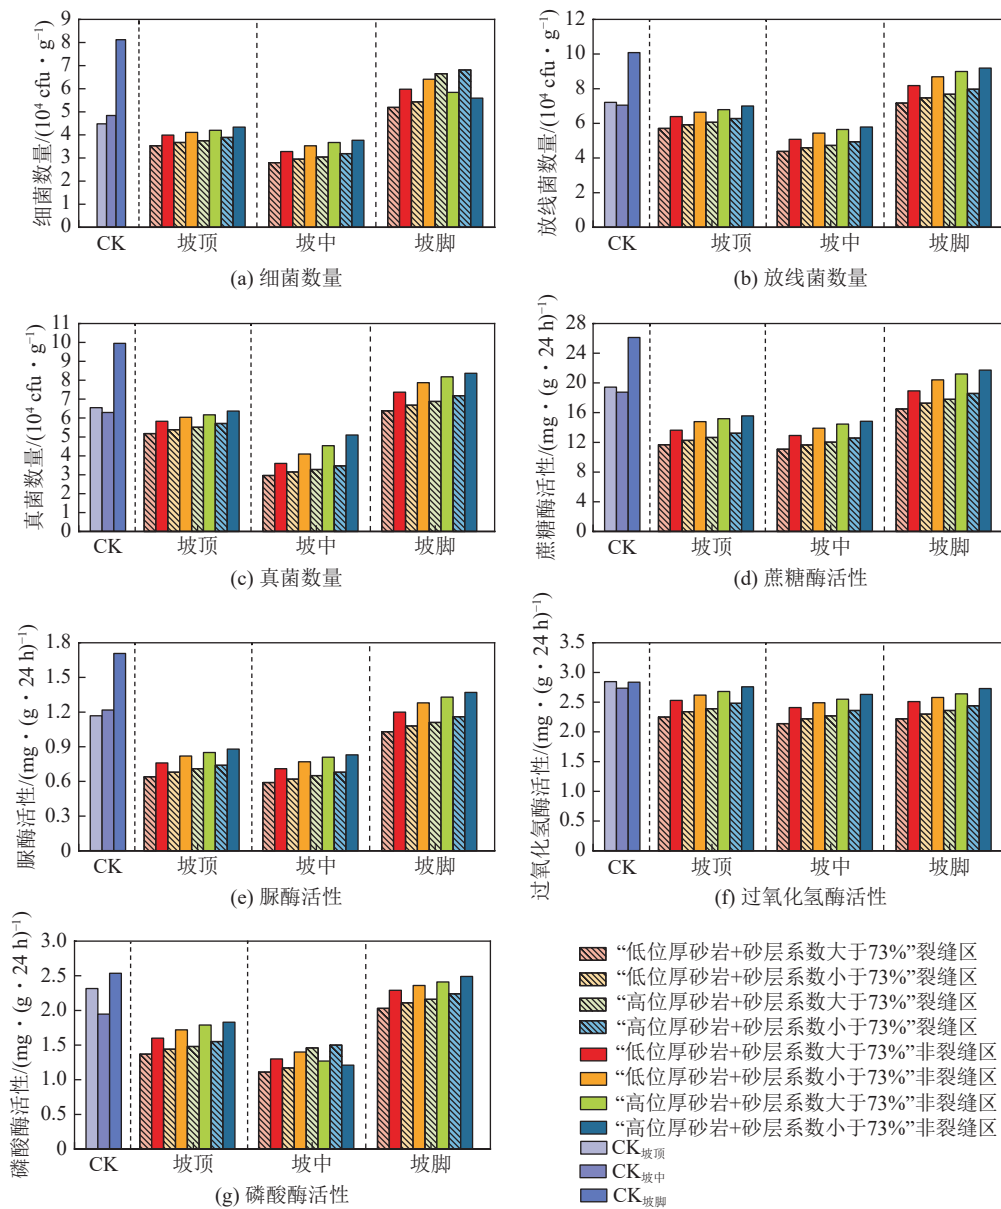 细菌数量/(10⁴ cfu·g⁻¹)
9
8
7
6
5
4
3
2
1
0
CK 坡顶 坡中 坡脚
(a) 细菌数量
放线菌数量/(10⁴ cfu·g⁻¹)
12
10
8
6
4
2
0
CK 坡顶 坡中 坡脚
(b) 放线菌数量
真菌数量/(10⁴ cfu·g⁻¹)
11
10
9
8
7
6
5
4
3
2
1
0
CK 坡顶 坡中 坡脚
(c) 真菌数量
蔗糖酶活性/(mg·(g·24 h)⁻¹)
28
24
20
16
12
8
4
0
CK 坡顶 坡中 坡脚
(d) 蔗糖酶活性
脲酶活性/(mg·(g·24 h)⁻¹)
1.8
1.5
1.2
0.9
0.6
0.3
0
CK 坡顶 坡中 坡脚
(e) 脲酶活性
过氧化氢酶活性/(mg·(g·24 h)⁻¹)
3.5
3.0
2.5
2.0
1.5
1.0
0.5
0
CK 坡顶 坡中 坡脚
(f) 过氧化氢酶活性
磷酸酶活性/(mg·(g·24 h)⁻¹)
3.0
2.5
2.0
1.5
1.0
0.5
0
CK 坡顶 坡中 坡脚
(g) 磷酸酶活性
“低位厚砂岩+砂层系数大于73%”裂缝区
“低位厚砂岩+砂层系数小于73%”裂缝区
“高位厚砂岩+砂层系数大于73%”裂缝区
“高位厚砂岩+砂层系数小于73%”裂缝区
“低位厚砂岩+砂层系数大于73%”非裂缝区
“低位厚砂岩+砂层系数小于73%”非裂缝区
“高位厚砂岩+砂层系数大于73%”非裂缝区
“高位厚砂岩+砂层系数小于73%”非裂缝区
CK坡顶
CK坡中
CK坡脚